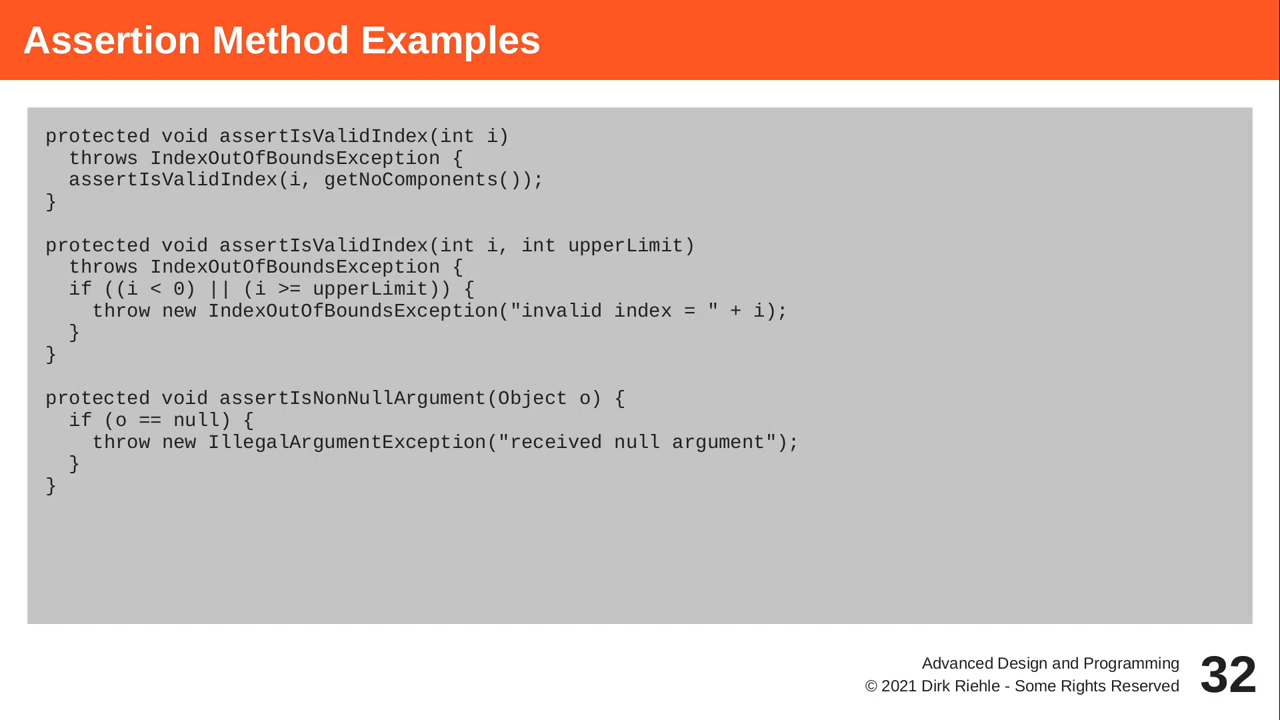 Assertion Method Examples
protected void assertIsValidIndex(int i)
  throws IndexOutOfBoundsException {
  assertIsValidIndex(i, getNoComponents());
}
protected void assertIsValidIndex(int i, int upperLimit)
  throws IndexOutOfBoundsException {
  if ((i < 0) || (i >= upperLimit)) {
    throw new IndexOutOfBoundsException("invalid index = " + i);
  }
}
protected void assertIsNonNullArgument(Object o) {
  if (o == null) {
    throw new IllegalArgumentException("received null argument");
  }
}
Advanced Design and Programming
© 2021 Dirk Riehle - Some Rights Reserved
32